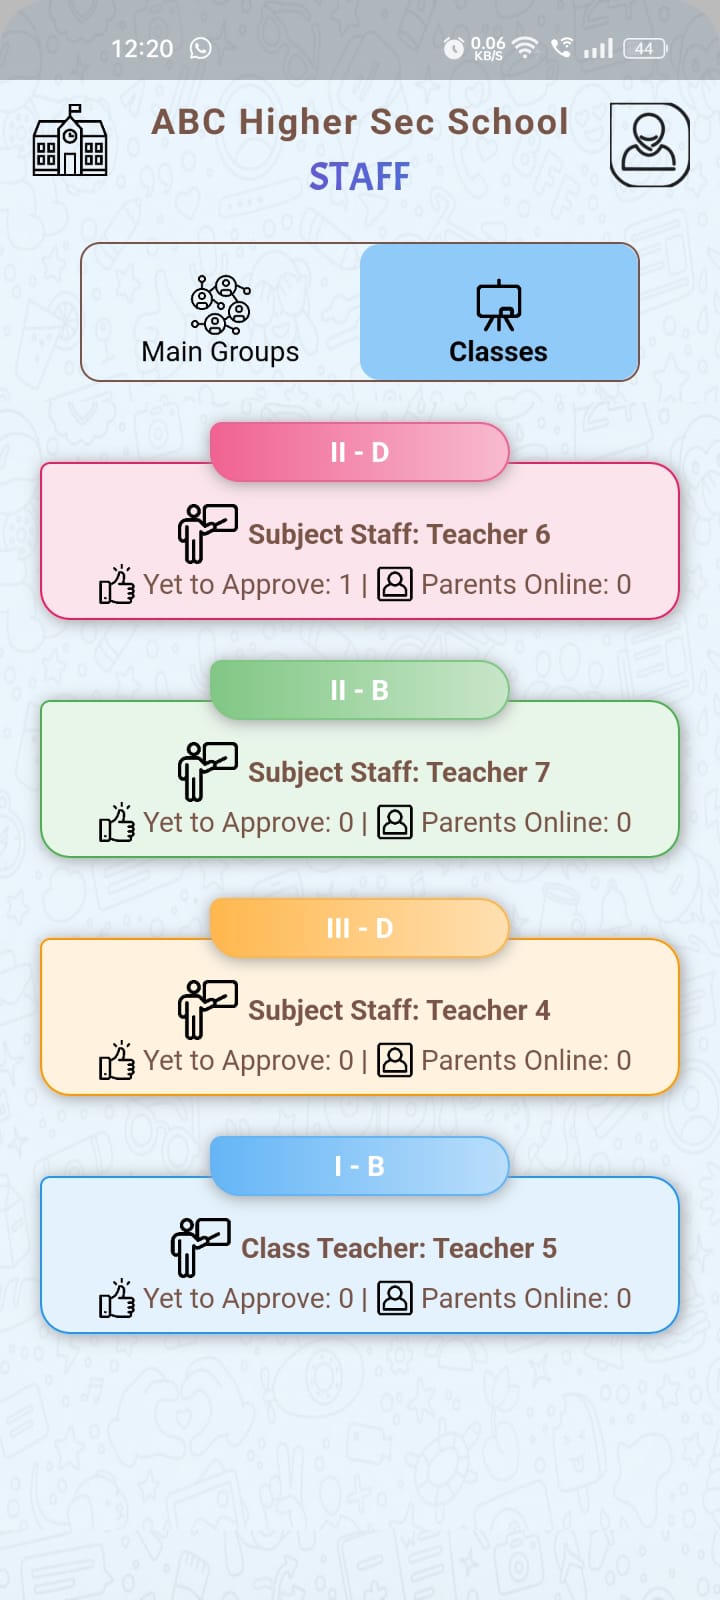 12:20 0.06 KB/S 44
ABC Higher Sec School
STAFF
Main Groups
Classes
II - D
Subject Staff: Teacher 6
Yet to Approve: 1 | Parents Online: 0
II - B
Subject Staff: Teacher 7
Yet to Approve: 0 | Parents Online: 0
III - D
Subject Staff: Teacher 4
Yet to Approve: 0 | Parents Online: 0
I - B
Class Teacher: Teacher 5
Yet to Approve: 0 | Parents Online: 0